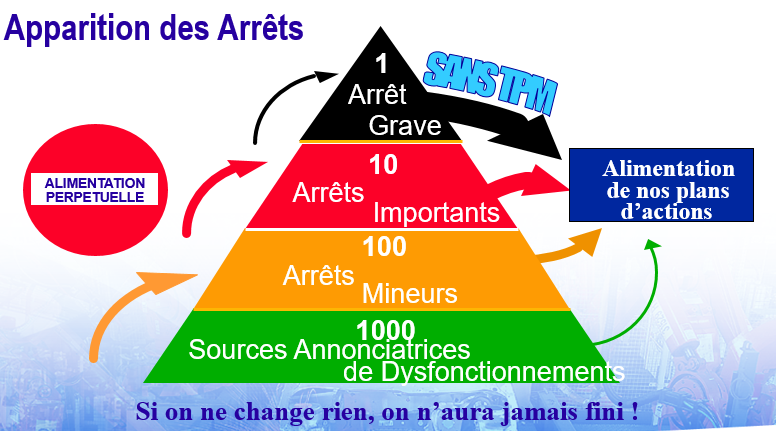 Apparition des Arrêts
SANS TPM
1
Arrêt
Grave
10
Arrêts
Importants
100
Arrêts
Mineurs
1000
Sources Annonciatrices
de Dysfonctionnements
ALIMENTATION
PERPETUELLE
Alimentation
de nos plans
d’actions
Si on ne change rien, on n’aura jamais fini !